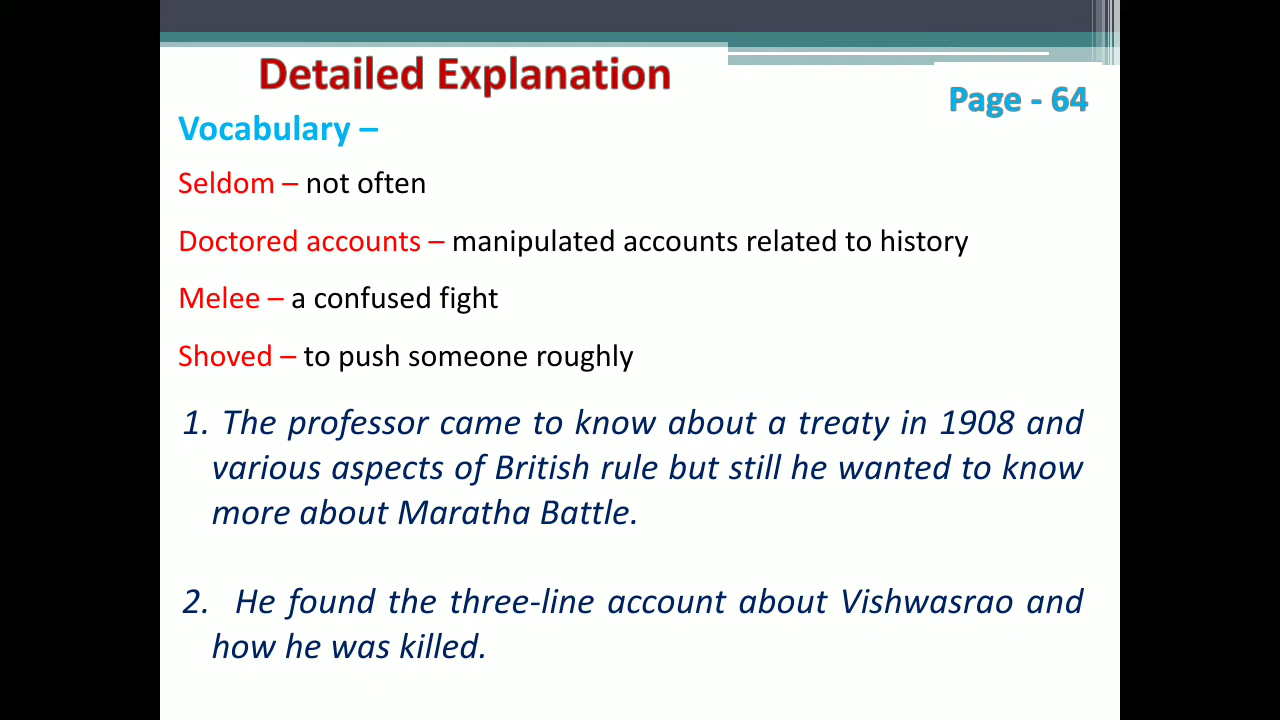 Detailed Explanation
Page - 64
Vocabulary –
Seldom – not often
Doctored accounts – manipulated accounts related to history
Melee – a confused fight
Shoved – to push someone roughly
1. The professor came to know about a treaty in 1908 and
various aspects of British rule but still he wanted to know
more about Maratha Battle.
2. He found the three-line account about Vishwasrao and
how he was killed.